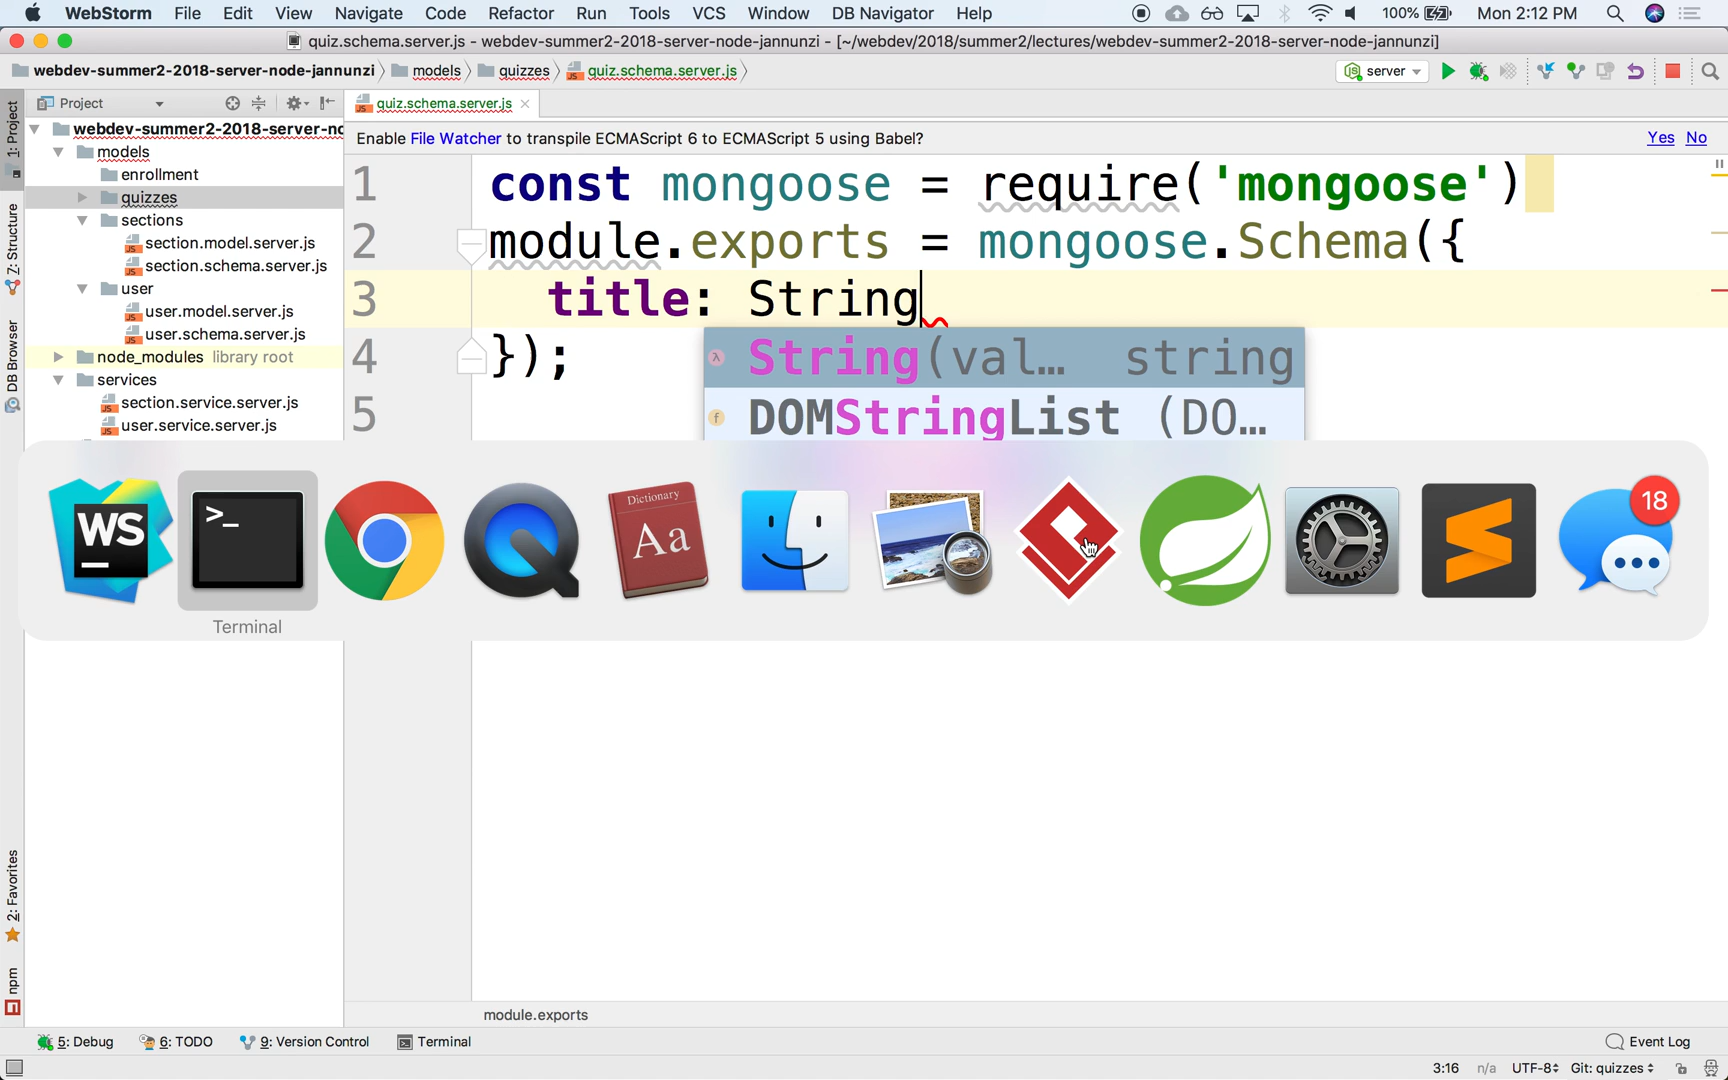 WebStorm File Edit View Navigate Code Refactor Run Tools VCS Window DB Navigator Help 100% Mon 2:12 PM
quiz.schema.server.js - webdev-summer2-2018-server-node-jannunzi - [~/webdev/2018/summer2/lectures/webdev-summer2-2018-server-node-jannunzi]
webdev-summer2-2018-server-node-jannunzi models quizzes quiz.schema.server.js server
Project quiz.schema.server.js
Enable File Watcher to transpile ECMAScript 6 to ECMAScript 5 using Babel? Yes No
1: Project
7: Structure
DB Browser
2: Favorites
npm
webdev-summer2-2018-server-no
models
enrollment
quizzes
sections
section.model.server.js
section.schema.server.js
user
user.model.server.js
user.schema.server.js
node_modules library root
services
section.service.server.js
user.service.server.js
1 const mongoose = require('mongoose')
2 module.exports = mongoose.Schema({
3 title: String
4 });
5
String(val… string
DOMStringList (DO…
WS
>_
Dictionary
Aa
18
Terminal
module.exports
5: Debug 6: TODO 9: Version Control Terminal Event Log
3:16 n/a UTF-8 Git: quizzes